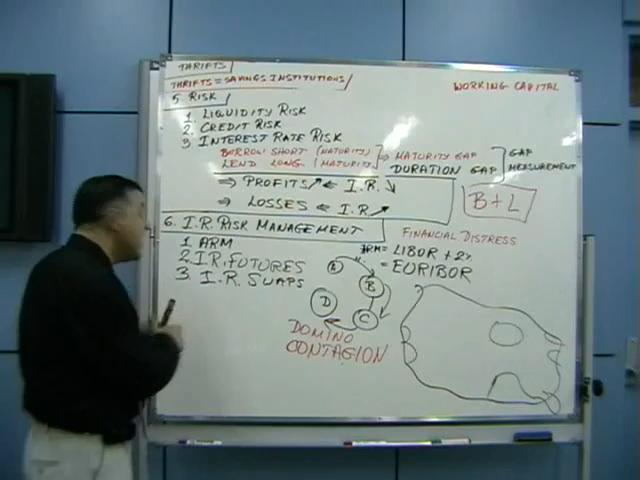 THRIFTS
THRIFTS = SAVINGS INSTITUTIONS
WORKING CAPITAL
5. RISK
1. LIQUIDITY RISK
2. CREDIT RISK
3 INTEREST RATE RISK
BORROW SHORT (MATURITY)
LEND LONG (MATURITY)
⇒ MATURITY GAP
DURATION GAP
GAP MEASUREMENT
⇒ PROFITS ↗ ⇐ I.R. ↘
⇒ LOSSES ⇐ I.R. ↗
B + L
6. I.R. RISK MANAGEMENT
FINANCIAL DISTRESS
1. ARM
2. I.R. FUTURES
3. I.R. SWAPS
ARM = LIBOR + 2%
= EURIBOR
A
B
C
D
DOMINO
CONTAGION